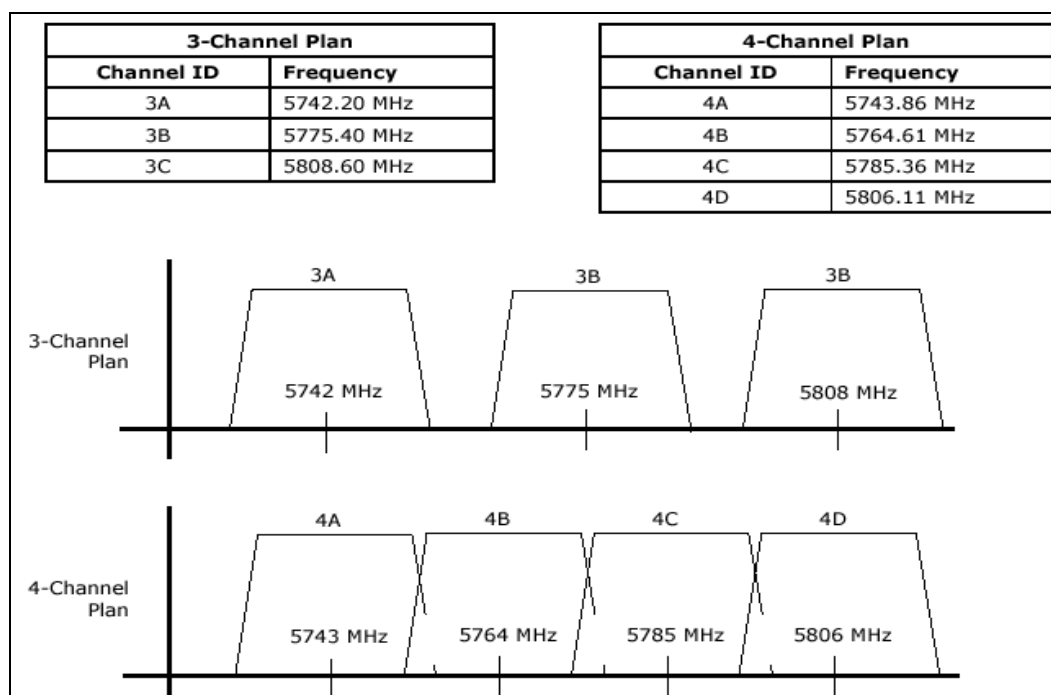 3-Channel Plan
Channel ID Frequency
3A 5742.20 MHz
3B 5775.40 MHz
3C 5808.60 MHz
4-Channel Plan
Channel ID Frequency
4A 5743.86 MHz
4B 5764.61 MHz
4C 5785.36 MHz
4D 5806.11 MHz
3A 3B 3B
3-Channel
Plan
5742 MHz 5775 MHz 5808 MHz
4A 4B 4C 4D
4-Channel
Plan
5743 MHz 5764 MHz 5785 MHz 5806 MHz